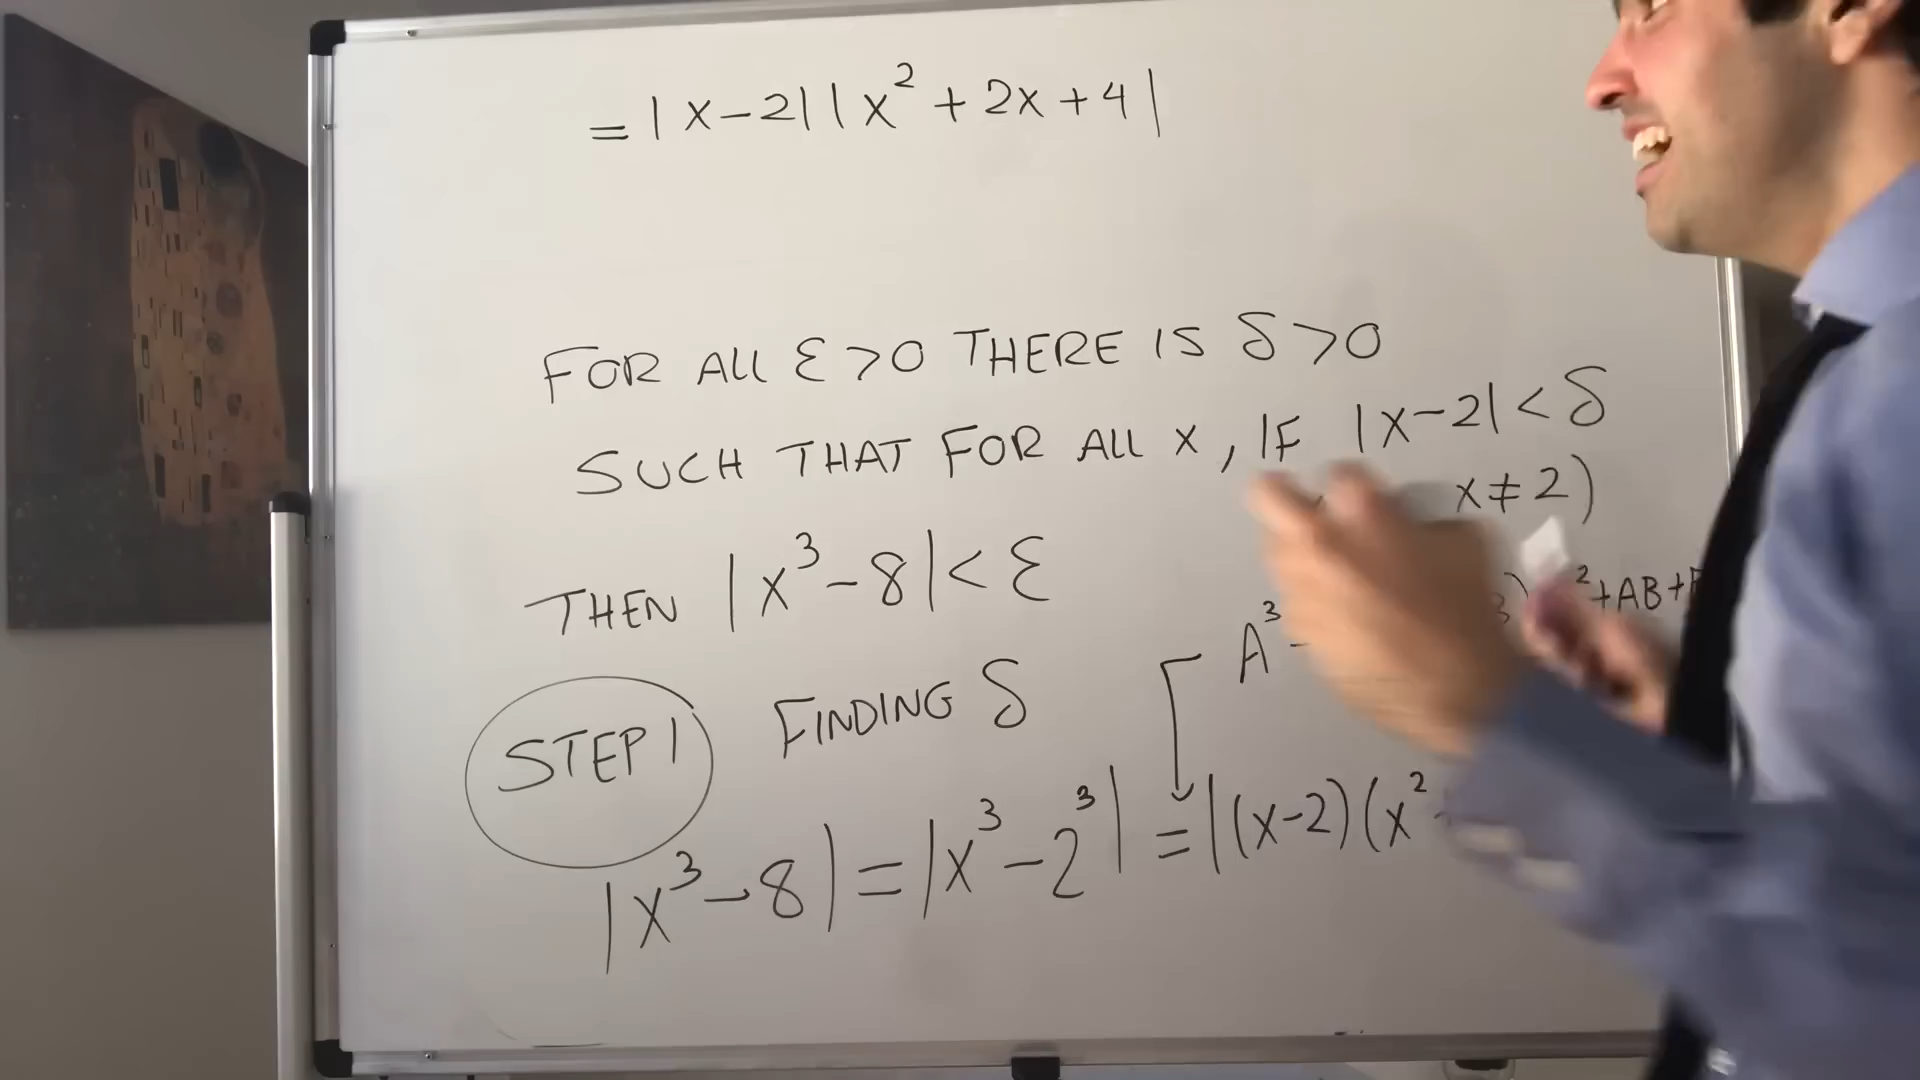 = |x-2| |x² + 2x + 4|
FOR ALL ε > 0 THERE IS δ > 0
SUCH THAT FOR ALL x, IF |x-2| < δ
x ≠ 2)
THEN |x³ - 8| < ε
A³ - ²+AB+
STEP 1 FINDING δ
|x³ - 8| = |x³ - 2³| = |(x-2)(x²